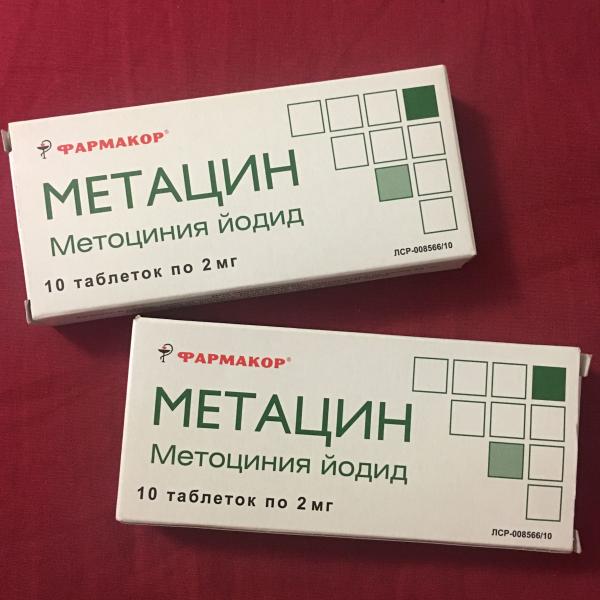 ФАРМАКОР®
МЕТАЦИН
Метоциния йодид
10 таблеток по 2 мг
ЛСР-008566/10
ФАРМАКОР®
МЕТАЦИН
Метоциния йодид
10 таблеток по 2 мг
ЛСР-008566/10